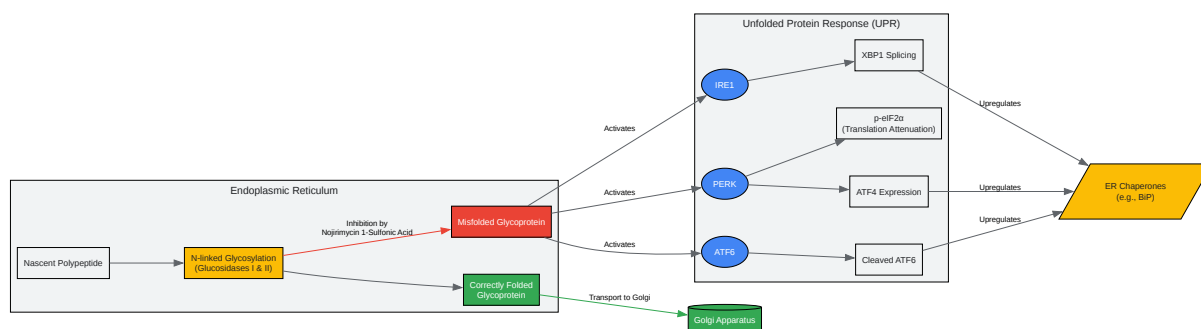 Unfolded Protein Response (UPR)
XBP1 Splicing
IRE1
Upregulates
p-eIF2α
(Translation Attenuation)
Activates
Endoplasmic Reticulum
PERK
ATF4 Expression
Activates
Upregulates
ER Chaperones
(e.g., BiP)
Inhibition by
Nojirimycin 1-Sulfonic Acid
Misfolded Glycoprotein
Upregulates
Activates
ATF6
Cleaved ATF6
Nascent Polypeptide
N-linked Glycosylation
(Glucosidases I & II)
Correctly Folded
Glycoprotein
Transport to Golgi
Golgi Apparatus